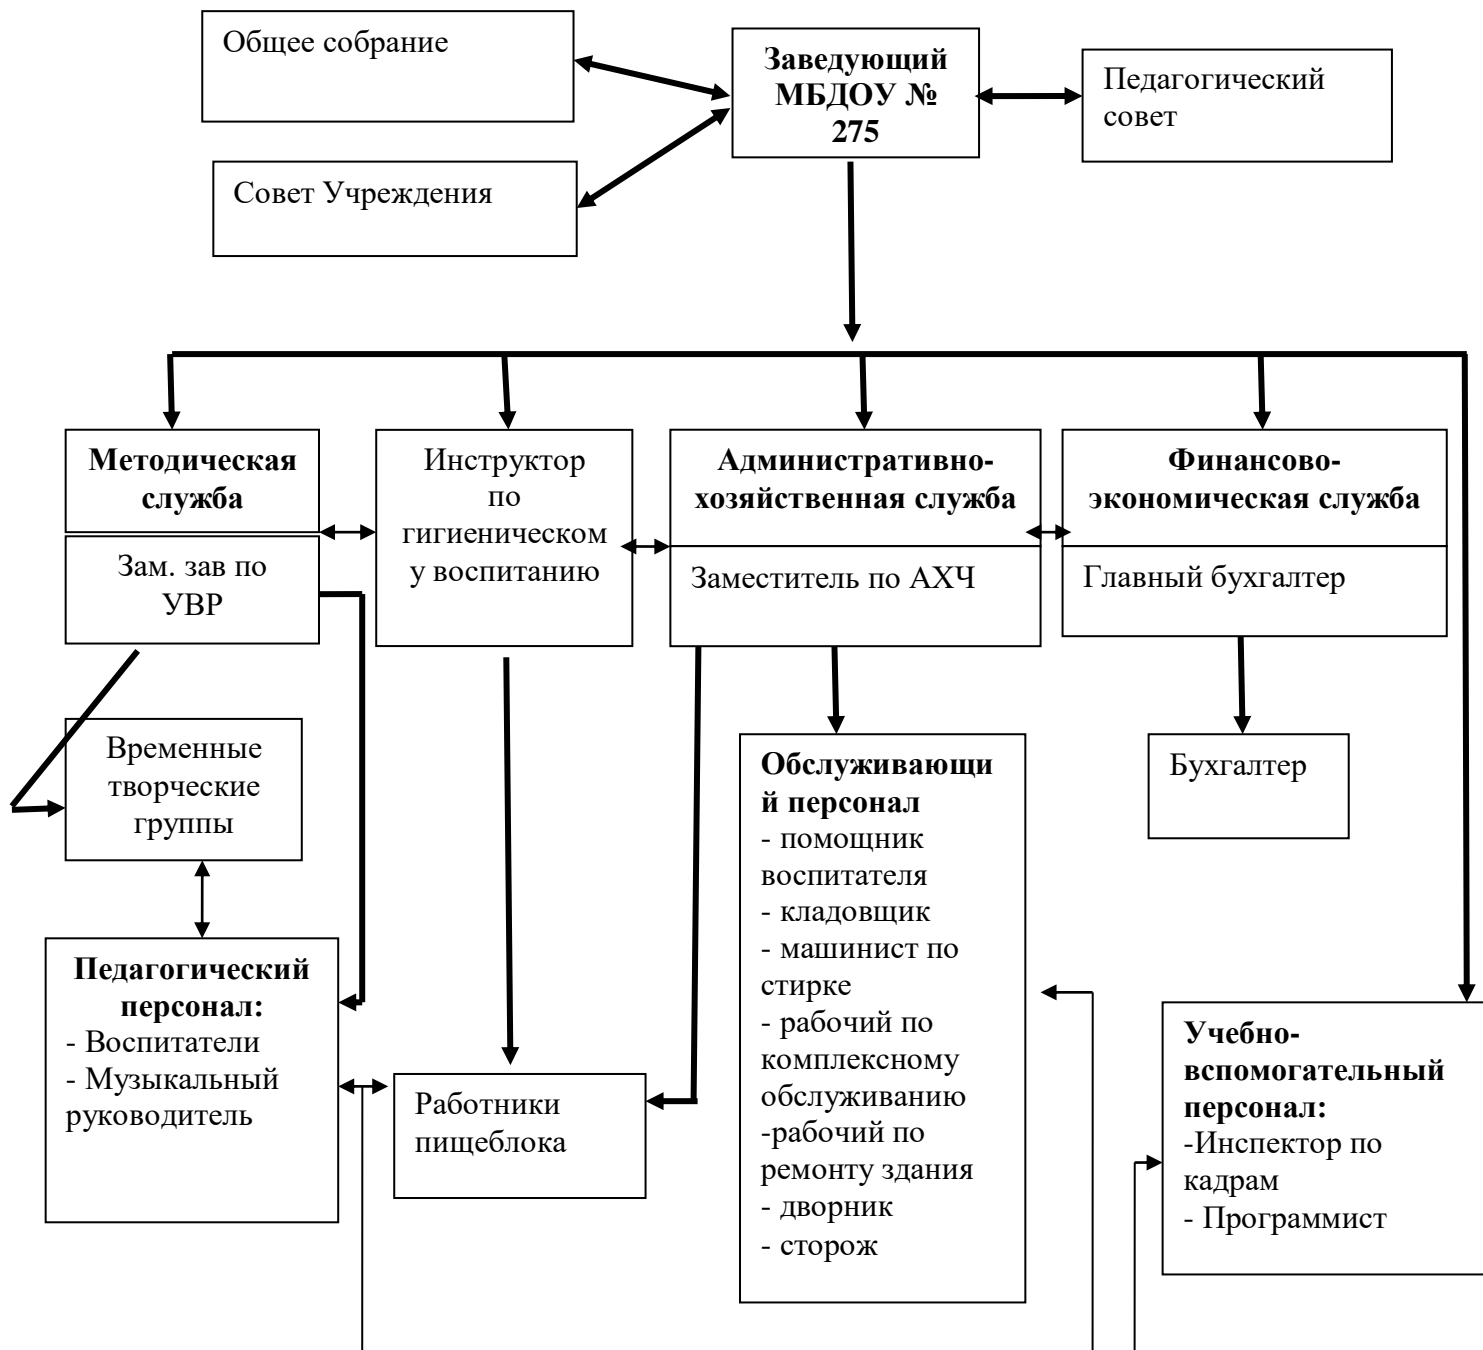 Общее собрание
Заведующий
МБДОУ №
275
Педагогический
совет
Совет Учреждения
Методическая
служба
Зам. зав по
УВР
Инструктор
по
гигиеническом
у воспитанию
Административно-
хозяйственная служба
Заместитель по АХЧ
Финансово-
экономическая служба
Главный бухгалтер
Временные
творческие
группы
Обслуживающи
й персонал
- помощник
воспитателя
- кладовщик
- машинист по
стирке
- рабочий по
комплексному
обслуживанию
-рабочий по
ремонту здания
- дворник
- сторож
Бухгалтер
Педагогический
персонал:
- Воспитатели
- Музыкальный
руководитель
Работники
пищеблока
Учебно-
вспомогательный
персонал:
-Инспектор по
кадрам
- Программист